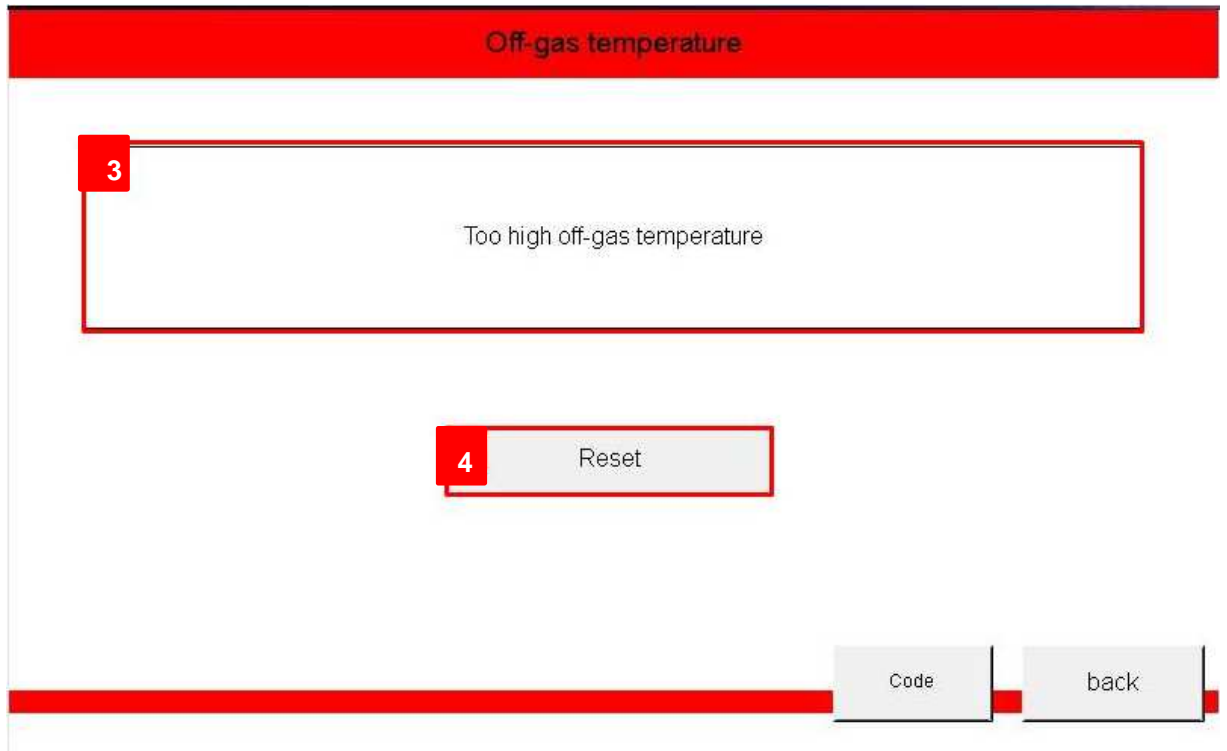 Off-gas temperature
3
Too high off-gas temperature
4
Reset
Code
back